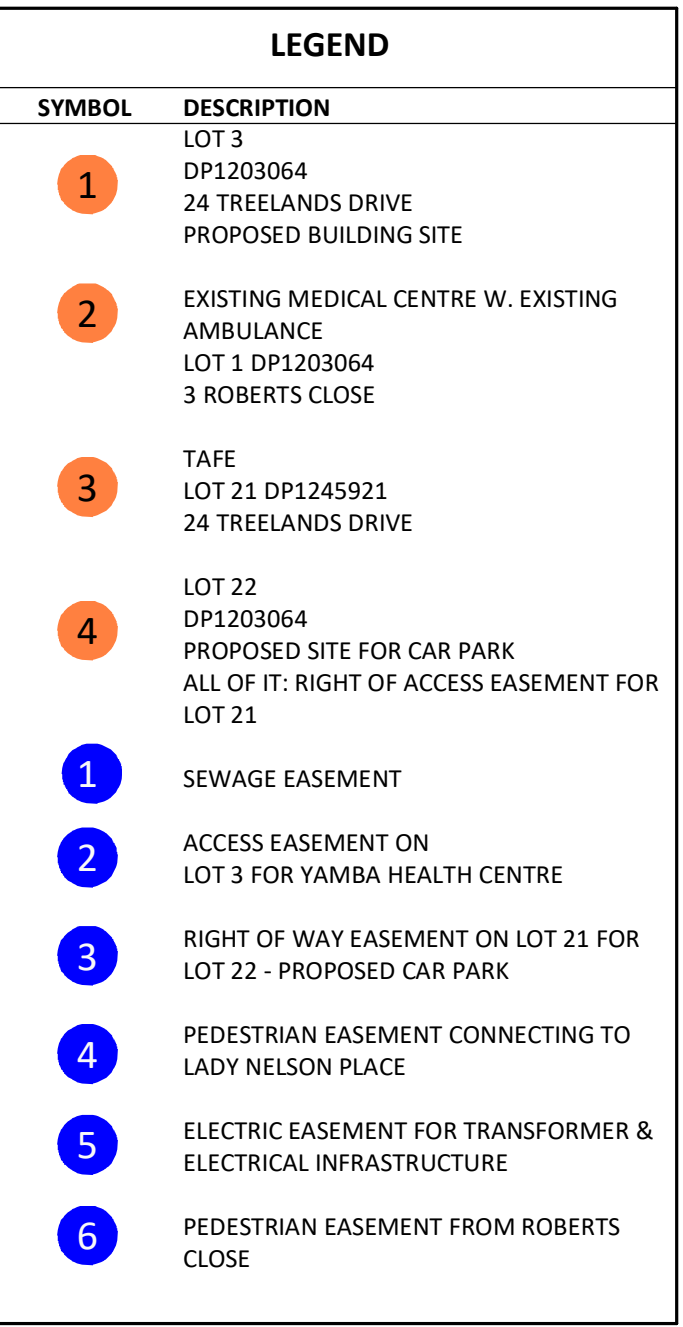 LEGEND
SYMBOL DESCRIPTION
1
LOT 3
DP1203064
24 TREELANDS DRIVE
PROPOSED BUILDING SITE
2
EXISTING MEDICAL CENTRE W. EXISTING
AMBULANCE
LOT 1 DP1203064
3 ROBERTS CLOSE
3
TAFE
LOT 21 DP1245921
24 TREELANDS DRIVE
4
LOT 22
DP1203064
PROPOSED SITE FOR CAR PARK
ALL OF IT: RIGHT OF ACCESS EASEMENT FOR
LOT 21
1
SEWAGE EASEMENT
2
ACCESS EASEMENT ON
LOT 3 FOR YAMBA HEALTH CENTRE
3
RIGHT OF WAY EASEMENT ON LOT 21 FOR
LOT 22 - PROPOSED CAR PARK
4
PEDESTRIAN EASEMENT CONNECTING TO
LADY NELSON PLACE
5
ELECTRIC EASEMENT FOR TRANSFORMER &
ELECTRICAL INFRASTRUCTURE
6
PEDESTRIAN EASEMENT FROM ROBERTS
CLOSE